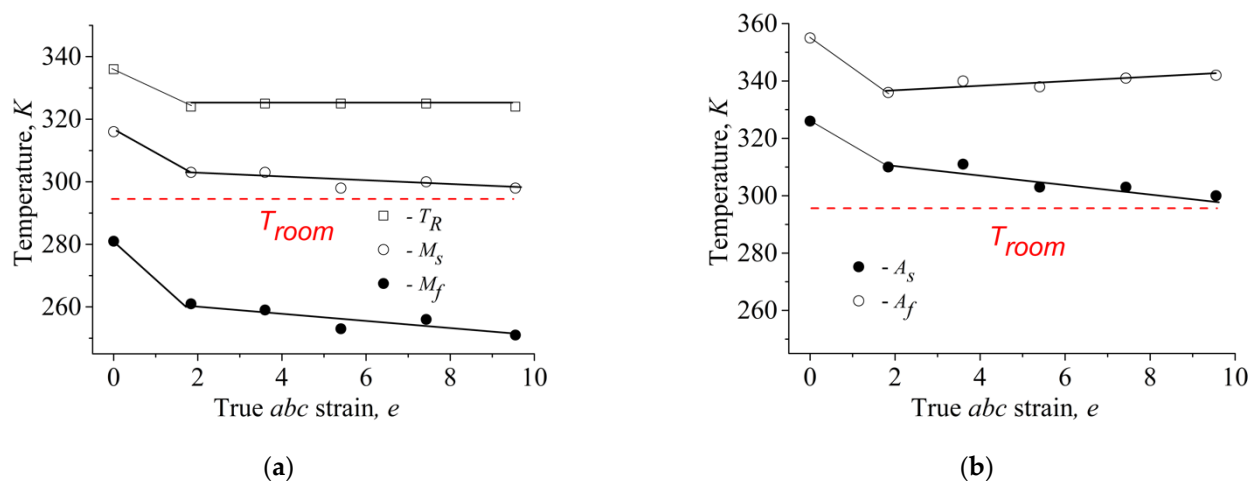 340
320
300
280
260
Temperature, K
T_room
- T_R
- M_s
- M_f
0 2 4 6 8 10
True abc strain, e
(a)
360
340
320
300
280
260
Temperature, K
T_room
- A_s
- A_f
0 2 4 6 8 10
True abc strain, e
(b)